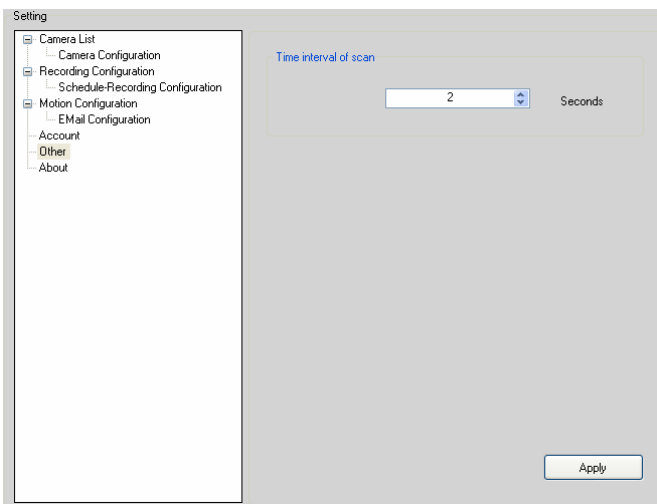 Setting
Camera List
Camera Configuration
Recording Configuration
Schedule-Recording Configuration
Motion Configuration
EMail Configuration
Account
Other
About
Time interval of scan
2
Seconds
Apply